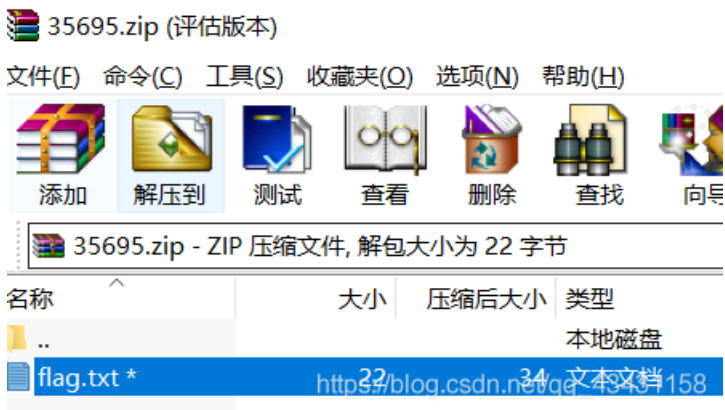 35695.zip (评估版本)
文件(F) 命令(C) 工具(S) 收藏夹(O) 选项(N) 帮助(H)
添加 解压到 测试 查看 删除 查找 向导
35695.zip - ZIP 压缩文件, 解包大小为 22 字节
名称 大小 压缩后大小 类型
.. 本地磁盘
flag.txt * 22 34 文本文档
https://blog.csdn.net/qq_43431158